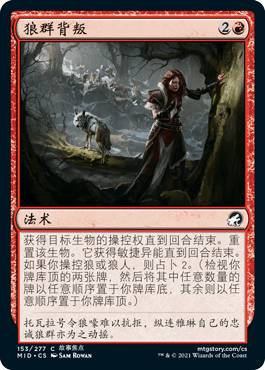 狼群背叛 2
法术
获得目标生物的操控权直到回合结束。重
置该生物。它获得敏捷异能直到回合结束。
如果你操控狼或狼人，则占卜2。（检视你
牌库顶的两张牌，然后将其中任意数量的
牌以任意顺序置于你牌库底，其余则以任
意顺序置于你牌库顶。）
托瓦拉号令狼嚎难以抗拒，纵连雅琳自己的忠
诚狼群亦为之动摇。
153/277 C 故事焦点
MID • CS SAM ROWAN
mtgstory.com/cs
™ & © 2021 Wizards of the Coast